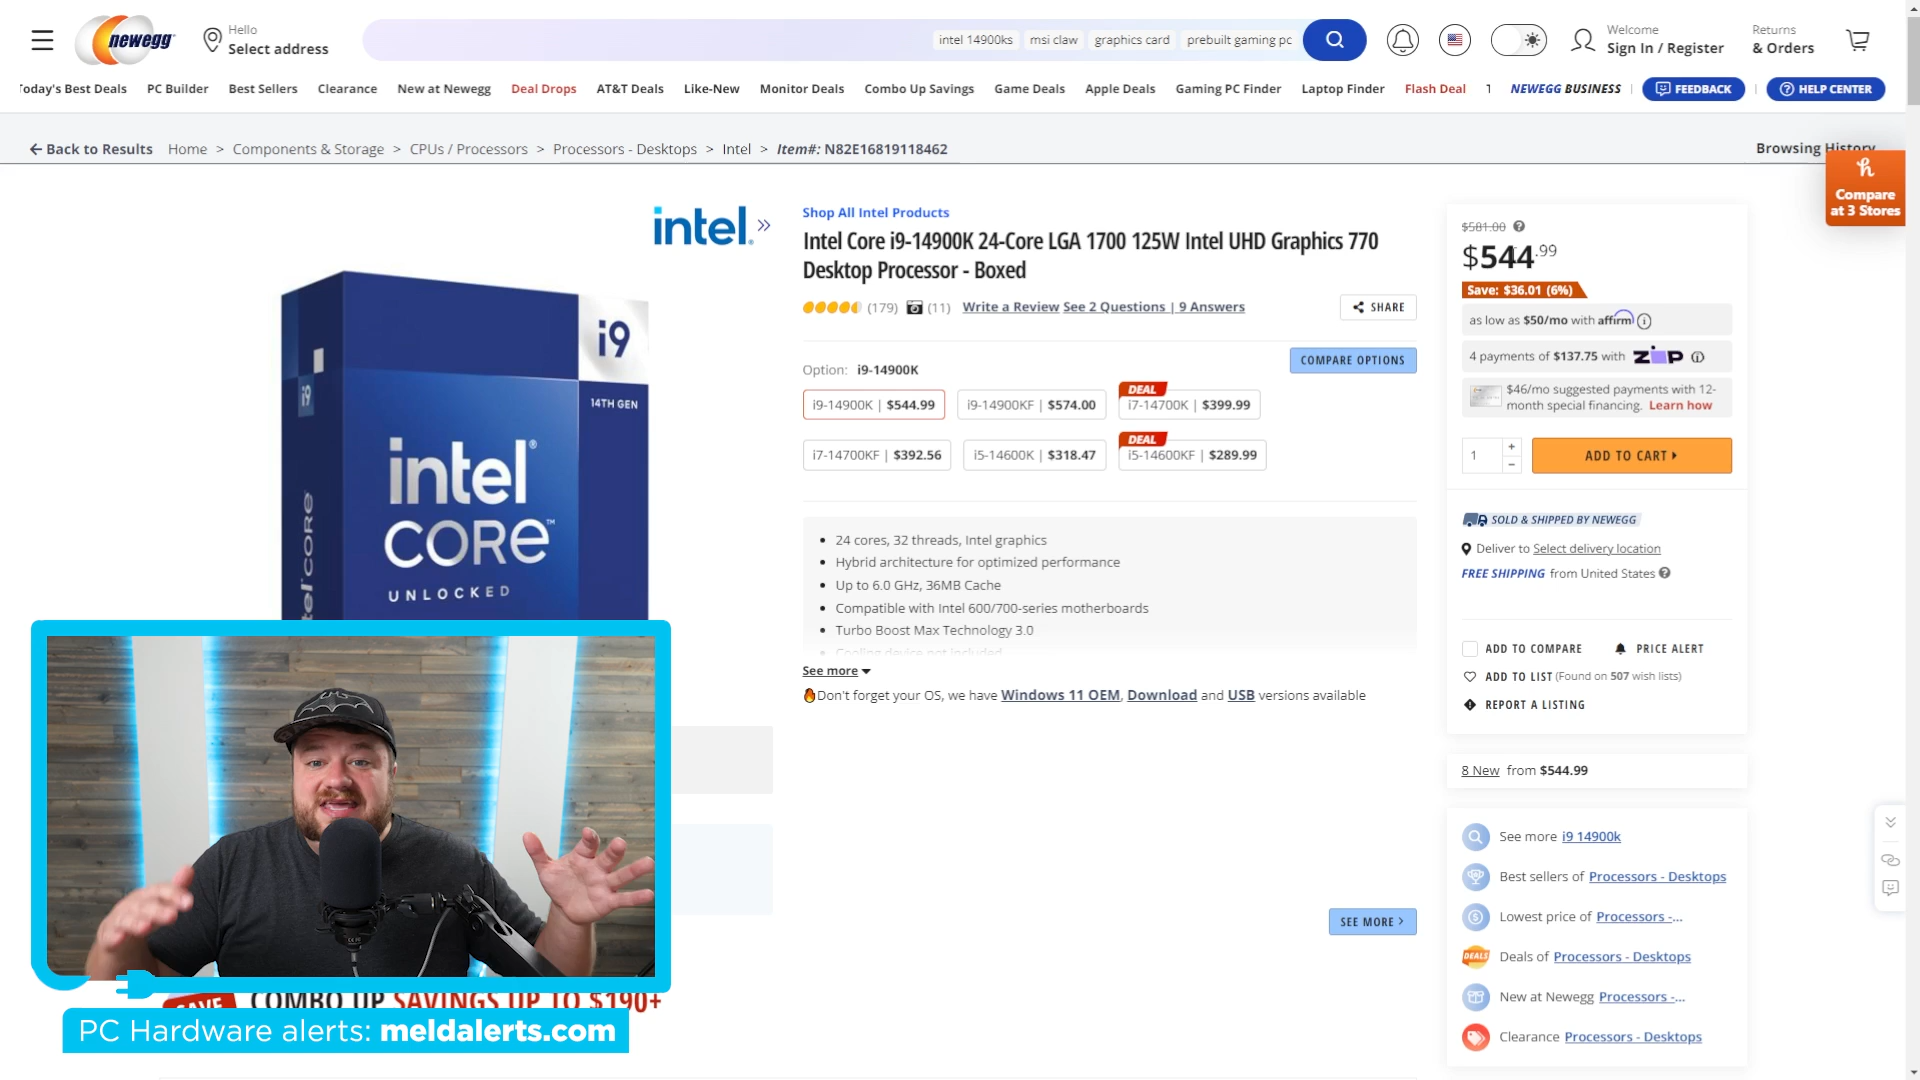 newegg
Hello
Select address
intel 14900ks
msi claw
graphics card
prebuilt gaming pc
Welcome
Sign In / Register
Returns
& Orders
Today's Best Deals
PC Builder
Best Sellers
Clearance
New at Newegg
Deal Drops
AT&T Deals
Like-New
Monitor Deals
Combo Up Savings
Game Deals
Apple Deals
Gaming PC Finder
Laptop Finder
Flash Deal
NEWEGG BUSINESS
FEEDBACK
HELP CENTER
Back to Results
Home > Components & Storage > CPUs / Processors > Processors - Desktops > Intel > Item#: N82E16819118462
Browsing History
Compare
at 3 Stores
intel
Shop All Intel Products
Intel Core i9-14900K 24-Core LGA 1700 125W Intel UHD Graphics 770
Desktop Processor - Boxed
(179) (11) Write a Review See 2 Questions | 9 Answers
SHARE
Option: i9-14900K
COMPARE OPTIONS
i9-14900K | $544.99
i9-14900KF | $574.00
DEAL
i7-14700K | $399.99
i7-14700KF | $392.56
i5-14600K | $318.47
DEAL
i5-14600KF | $289.99
24 cores, 32 threads, Intel graphics
Hybrid architecture for optimized performance
Up to 6.0 GHz, 36MB Cache
Compatible with Intel 600/700-series motherboards
Turbo Boost Max Technology 3.0
Cooling device not included
See more
Don't forget your OS, we have Windows 11 OEM, Download and USB versions available
SEE MORE
$581.00
$544.99
Save: $36.01 (6%)
as low as $50/mo with affirm
4 payments of $137.75 with ZIP
$46/mo suggested payments with 12-
month special financing. Learn how
1
+
−
ADD TO CART
SOLD & SHIPPED BY NEWEGG
Deliver to Select delivery location
FREE SHIPPING from United States
ADD TO COMPARE
PRICE ALERT
ADD TO LIST (Found on 507 wish lists)
REPORT A LISTING
8 New from $544.99
See more i9 14900k
Best sellers of Processors - Desktops
Lowest price of Processors -...
DEALS
Deals of Processors - Desktops
New at Newegg Processors -...
Clearance Processors - Desktops
i9
i9
14TH GEN
intel
CORE™
UNLOCKED
intel CORE
SAVE
COMBO UP SAVINGS UP TO $190+
PC Hardware alerts: meldalerts.com